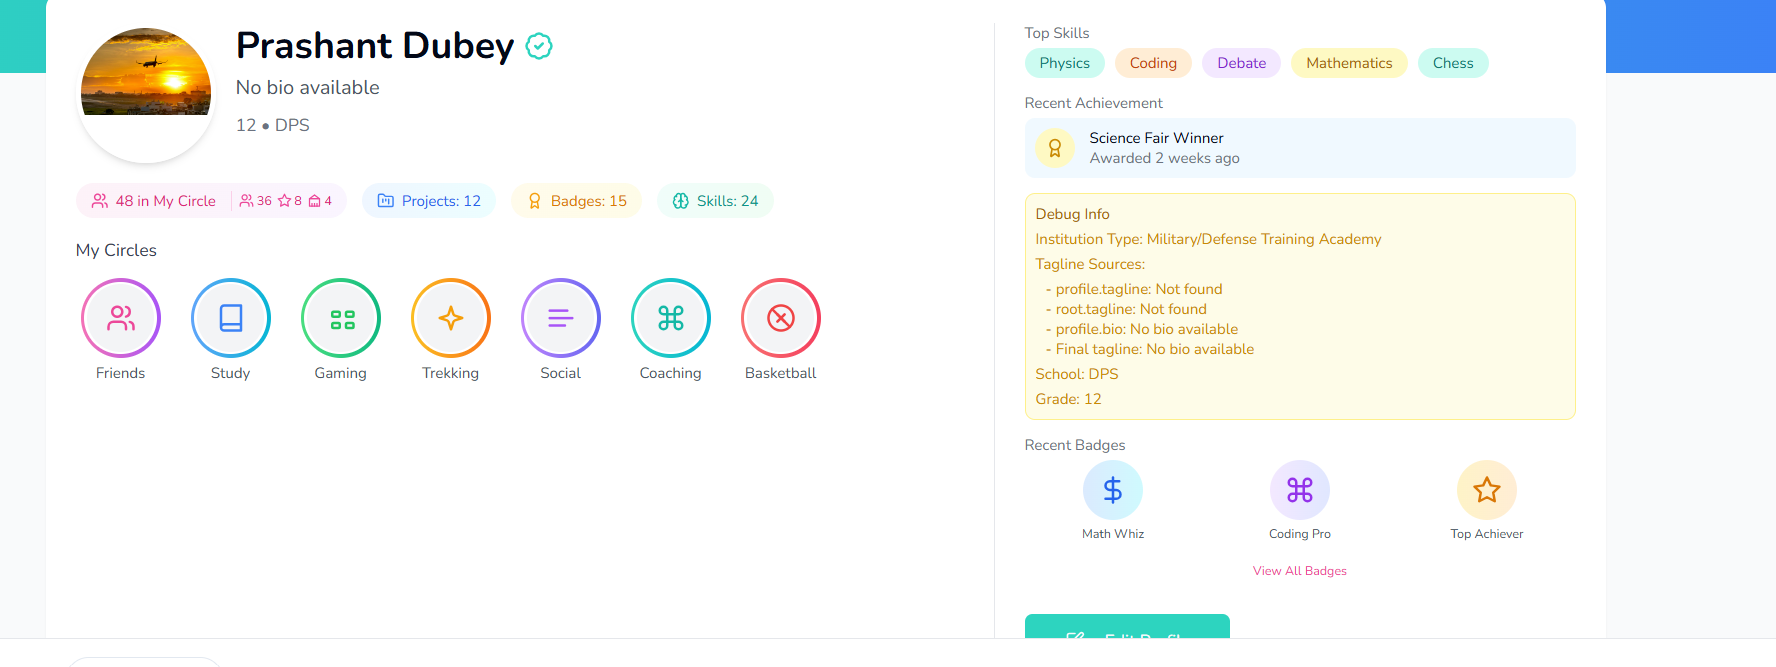 Prashant Dubey
No bio available
12 • DPS
48 in My Circle 36 8 4
Projects: 12
Badges: 15
Skills: 24
My Circles
Friends
Study
Gaming
Trekking
Social
Coaching
Basketball
Top Skills
Physics
Coding
Debate
Mathematics
Chess
Recent Achievement
Science Fair Winner
Awarded 2 weeks ago
Debug Info
Institution Type: Military/Defense Training Academy
Tagline Sources:
- profile.tagline: Not found
- root.tagline: Not found
- profile.bio: No bio available
- Final tagline: No bio available
School: DPS
Grade: 12
Recent Badges
Math Whiz
Coding Pro
Top Achiever
View All Badges
Edit Profile